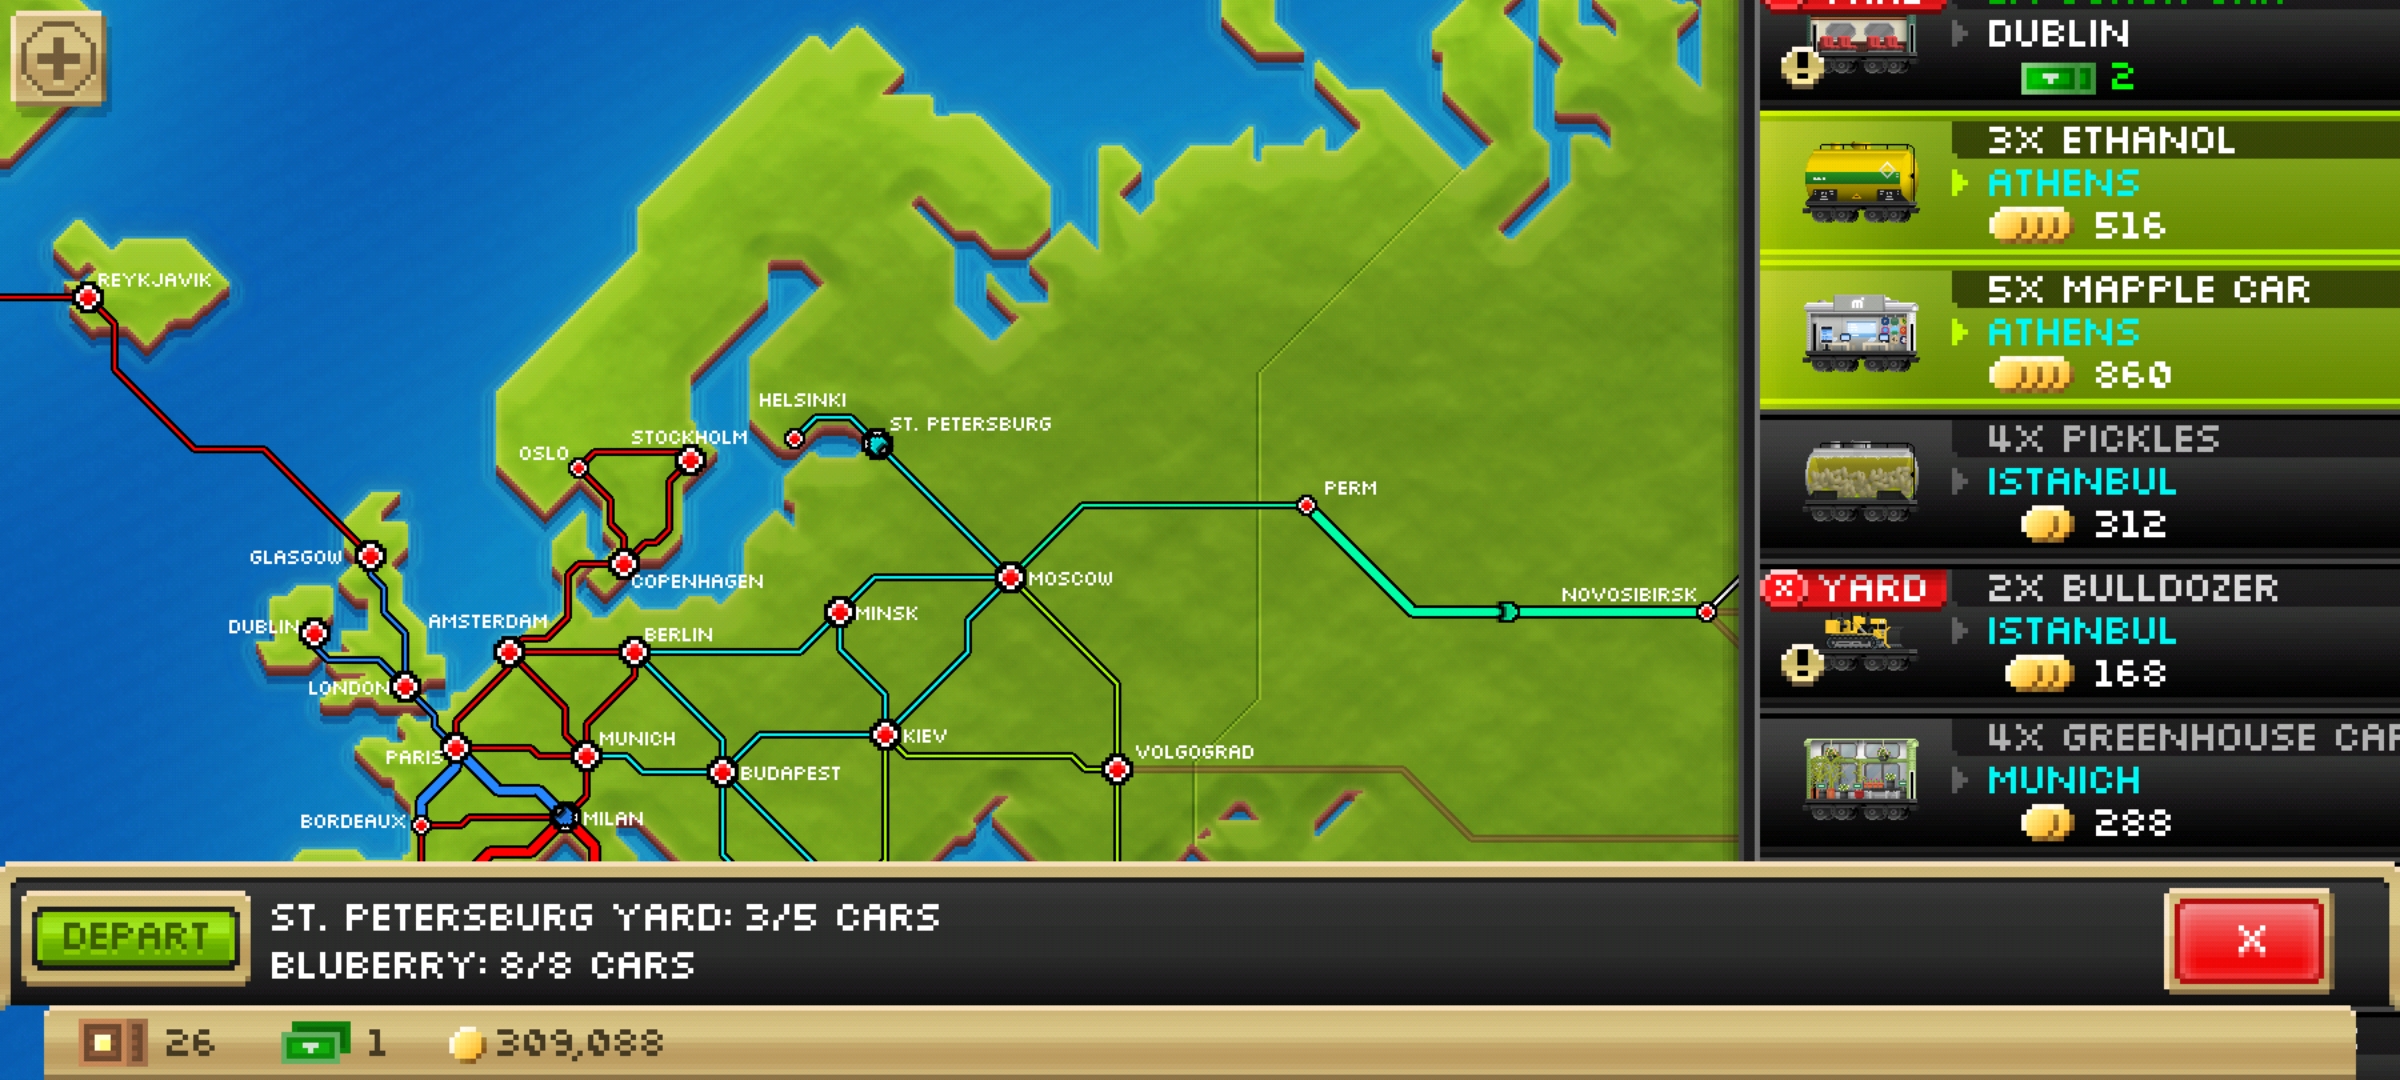 REYKJAVIK
HELSINKI
ST. PETERSBURG
STOCKHOLM
OSLO
PERM
GLASGOW
COPENHAGEN
MOSCOW
NOVOSIBIRSK
DUBLIN
AMSTERDAM
MINSK
BERLIN
LONDON
PARIS
MUNICH
KIEV
VOLGOGRAD
BUDAPEST
BORDEAUX
MILAN
DUBLIN
2
3X ETHANOL
ATHENS
516
5X MAPPLE CAR
m
ATHENS
860
4X PICKLES
ISTANBUL
312
X YARD
2X BULLDOZER
ISTANBUL
168
4X GREENHOUSE CAR
MUNICH
288
DEPART
ST. PETERSBURG YARD: 3/5 CARS
BLUBERRY: 8/8 CARS
X
26
1
309,088